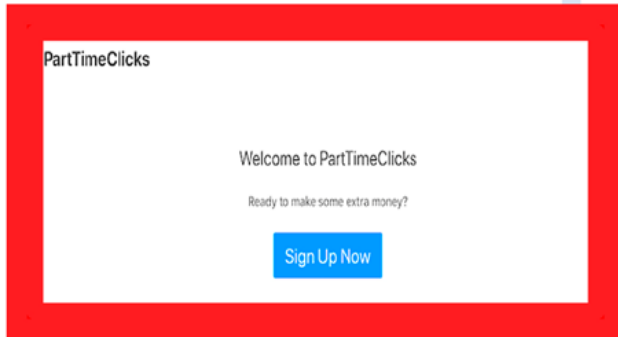 PartTimeClicks
Welcome to PartTimeClicks
Ready to make some extra money?
Sign Up Now